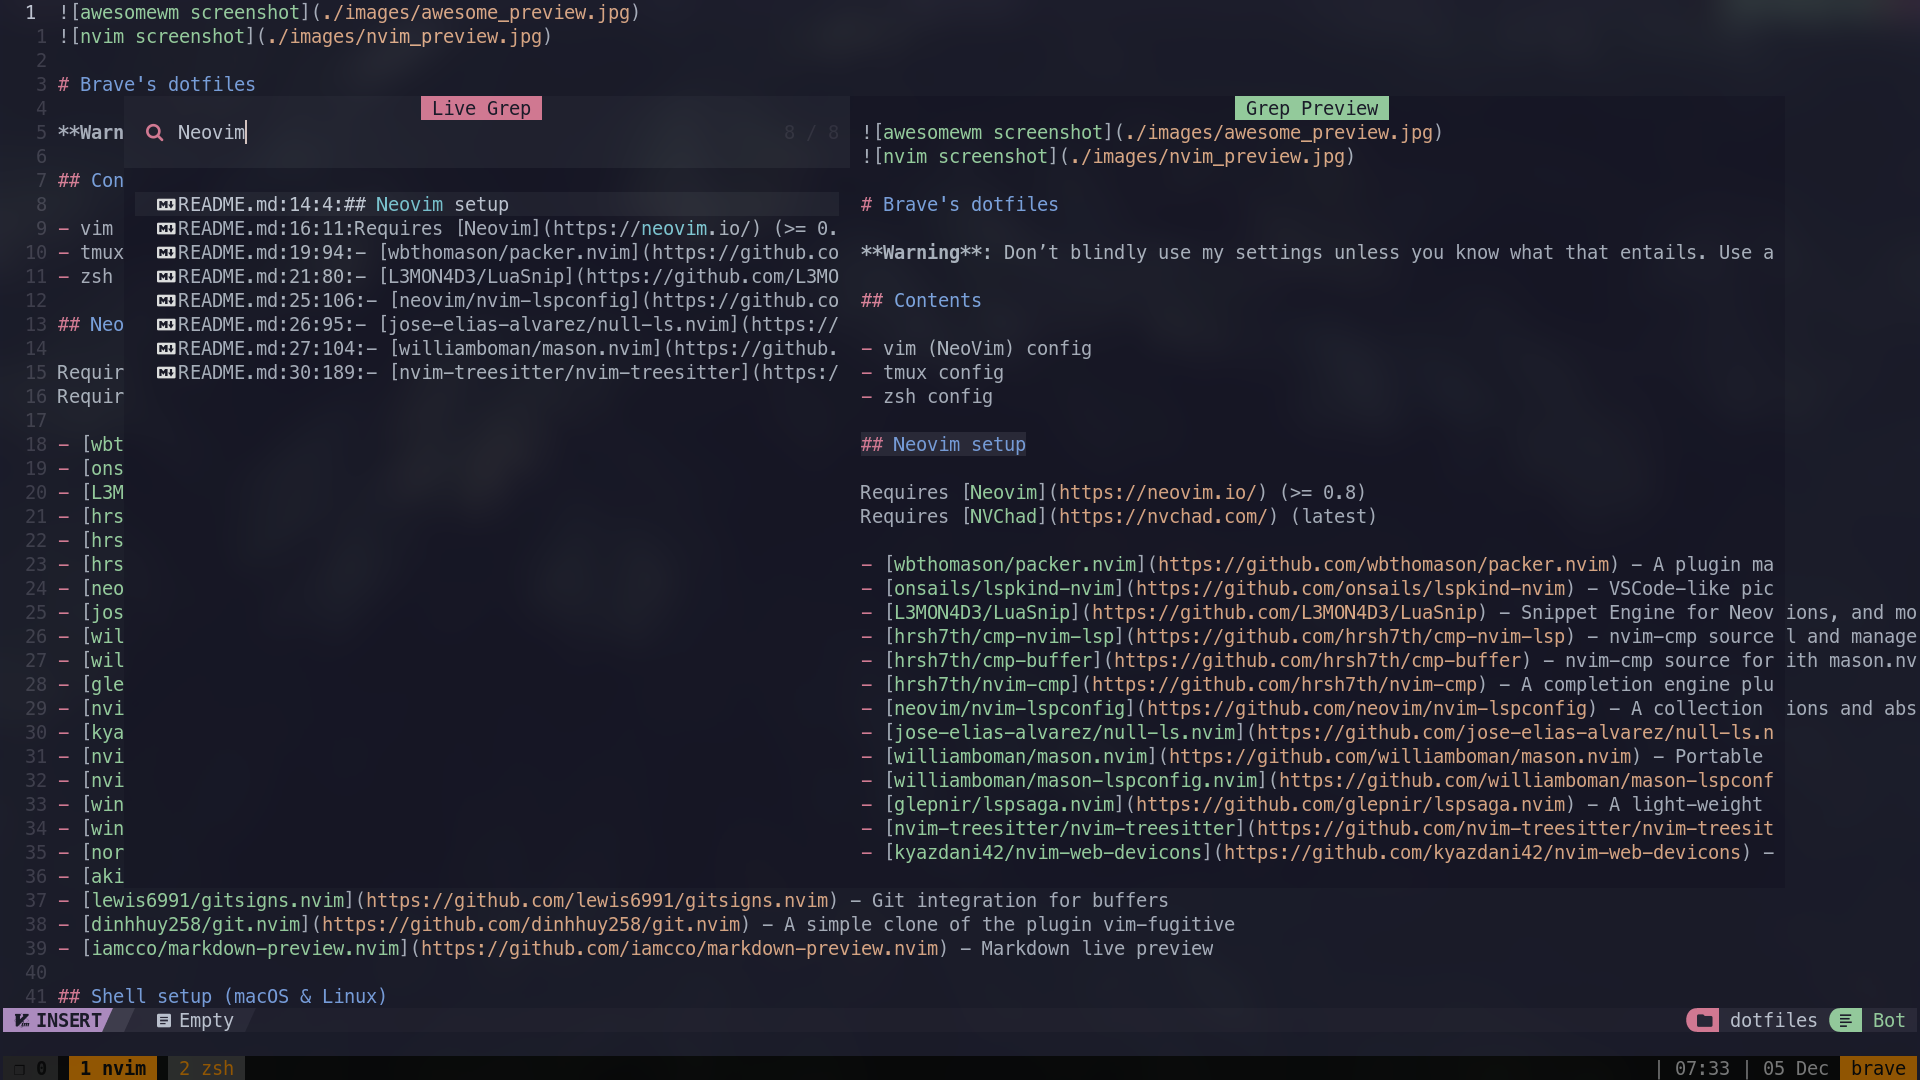 1 ![awesomewm screenshot](./images/awesome_preview.jpg)
1 ![nvim screenshot](./images/nvim_preview.jpg)
2
3 # Brave's dotfiles
4
5 **Warn
6
7 ## Con
8
9 – vim
10 – tmux
11 – zsh
12
13 ## Neo
14
15 Requir
16 Requir
17
18 – [wbt
19 – [ons
20 – [L3M
21 – [hrs
22 – [hrs
23 – [hrs
24 – [neo
25 – [jos
26 – [wil
27 – [wil
28 – [gle
29 – [nvi
30 – [kya
31 – [nvi
32 – [nvi
33 – [win
34 – [win
35 – [nor
36 – [aki
Live Grep
Neovim 8 / 8
README.md:14:4:## Neovim setup
README.md:16:11:Requires [Neovim](https://neovim.io/) (>= 0.
README.md:19:94:– [wbthomason/packer.nvim](https://github.co
README.md:21:80:– [L3MON4D3/LuaSnip](https://github.com/L3MO
README.md:25:106:– [neovim/nvim-lspconfig](https://github.co
README.md:26:95:– [jose-elias-alvarez/null-ls.nvim](https://
README.md:27:104:– [williamboman/mason.nvim](https://github.
README.md:30:189:– [nvim-treesitter/nvim-treesitter](https:/
Grep Preview
![awesomewm screenshot](./images/awesome_preview.jpg)
![nvim screenshot](./images/nvim_preview.jpg)
# Brave's dotfiles
**Warning**: Don’t blindly use my settings unless you know what that entails. Use a
## Contents
– vim (NeoVim) config
– tmux config
– zsh config
## Neovim setup
Requires [Neovim](https://neovim.io/) (>= 0.8)
Requires [NVChad](https://nvchad.com/) (latest)
– [wbthomason/packer.nvim](https://github.com/wbthomason/packer.nvim) – A plugin ma
– [onsails/lspkind-nvim](https://github.com/onsails/lspkind-nvim) – VSCode-like pic
– [L3MON4D3/LuaSnip](https://github.com/L3MON4D3/LuaSnip) – Snippet Engine for Neov ions, and mo
– [hrsh7th/cmp-nvim-lsp](https://github.com/hrsh7th/cmp-nvim-lsp) – nvim-cmp source l and manage
– [hrsh7th/cmp-buffer](https://github.com/hrsh7th/cmp-buffer) – nvim-cmp source for ith mason.nv
– [hrsh7th/nvim-cmp](https://github.com/hrsh7th/nvim-cmp) – A completion engine plu
– [neovim/nvim-lspconfig](https://github.com/neovim/nvim-lspconfig) – A collection ions and abs
– [jose-elias-alvarez/null-ls.nvim](https://github.com/jose-elias-alvarez/null-ls.n
– [williamboman/mason.nvim](https://github.com/williamboman/mason.nvim) – Portable
– [williamboman/mason-lspconfig.nvim](https://github.com/williamboman/mason-lspconf
– [glepnir/lspsaga.nvim](https://github.com/glepnir/lspsaga.nvim) – A light-weight
– [nvim-treesitter/nvim-treesitter](https://github.com/nvim-treesitter/nvim-treesit
– [kyazdani42/nvim-web-devicons](https://github.com/kyazdani42/nvim-web-devicons) –
37 – [lewis6991/gitsigns.nvim](https://github.com/lewis6991/gitsigns.nvim) – Git integration for buffers
38 – [dinhhuy258/git.nvim](https://github.com/dinhhuy258/git.nvim) – A simple clone of the plugin vim-fugitive
39 – [iamcco/markdown-preview.nvim](https://github.com/iamcco/markdown-preview.nvim) – Markdown live preview
40
41 ## Shell setup (macOS & Linux)
INSERT Empty dotfiles Bot
❐ 0 1 nvim 2 zsh | 07:33 | 05 Dec brave